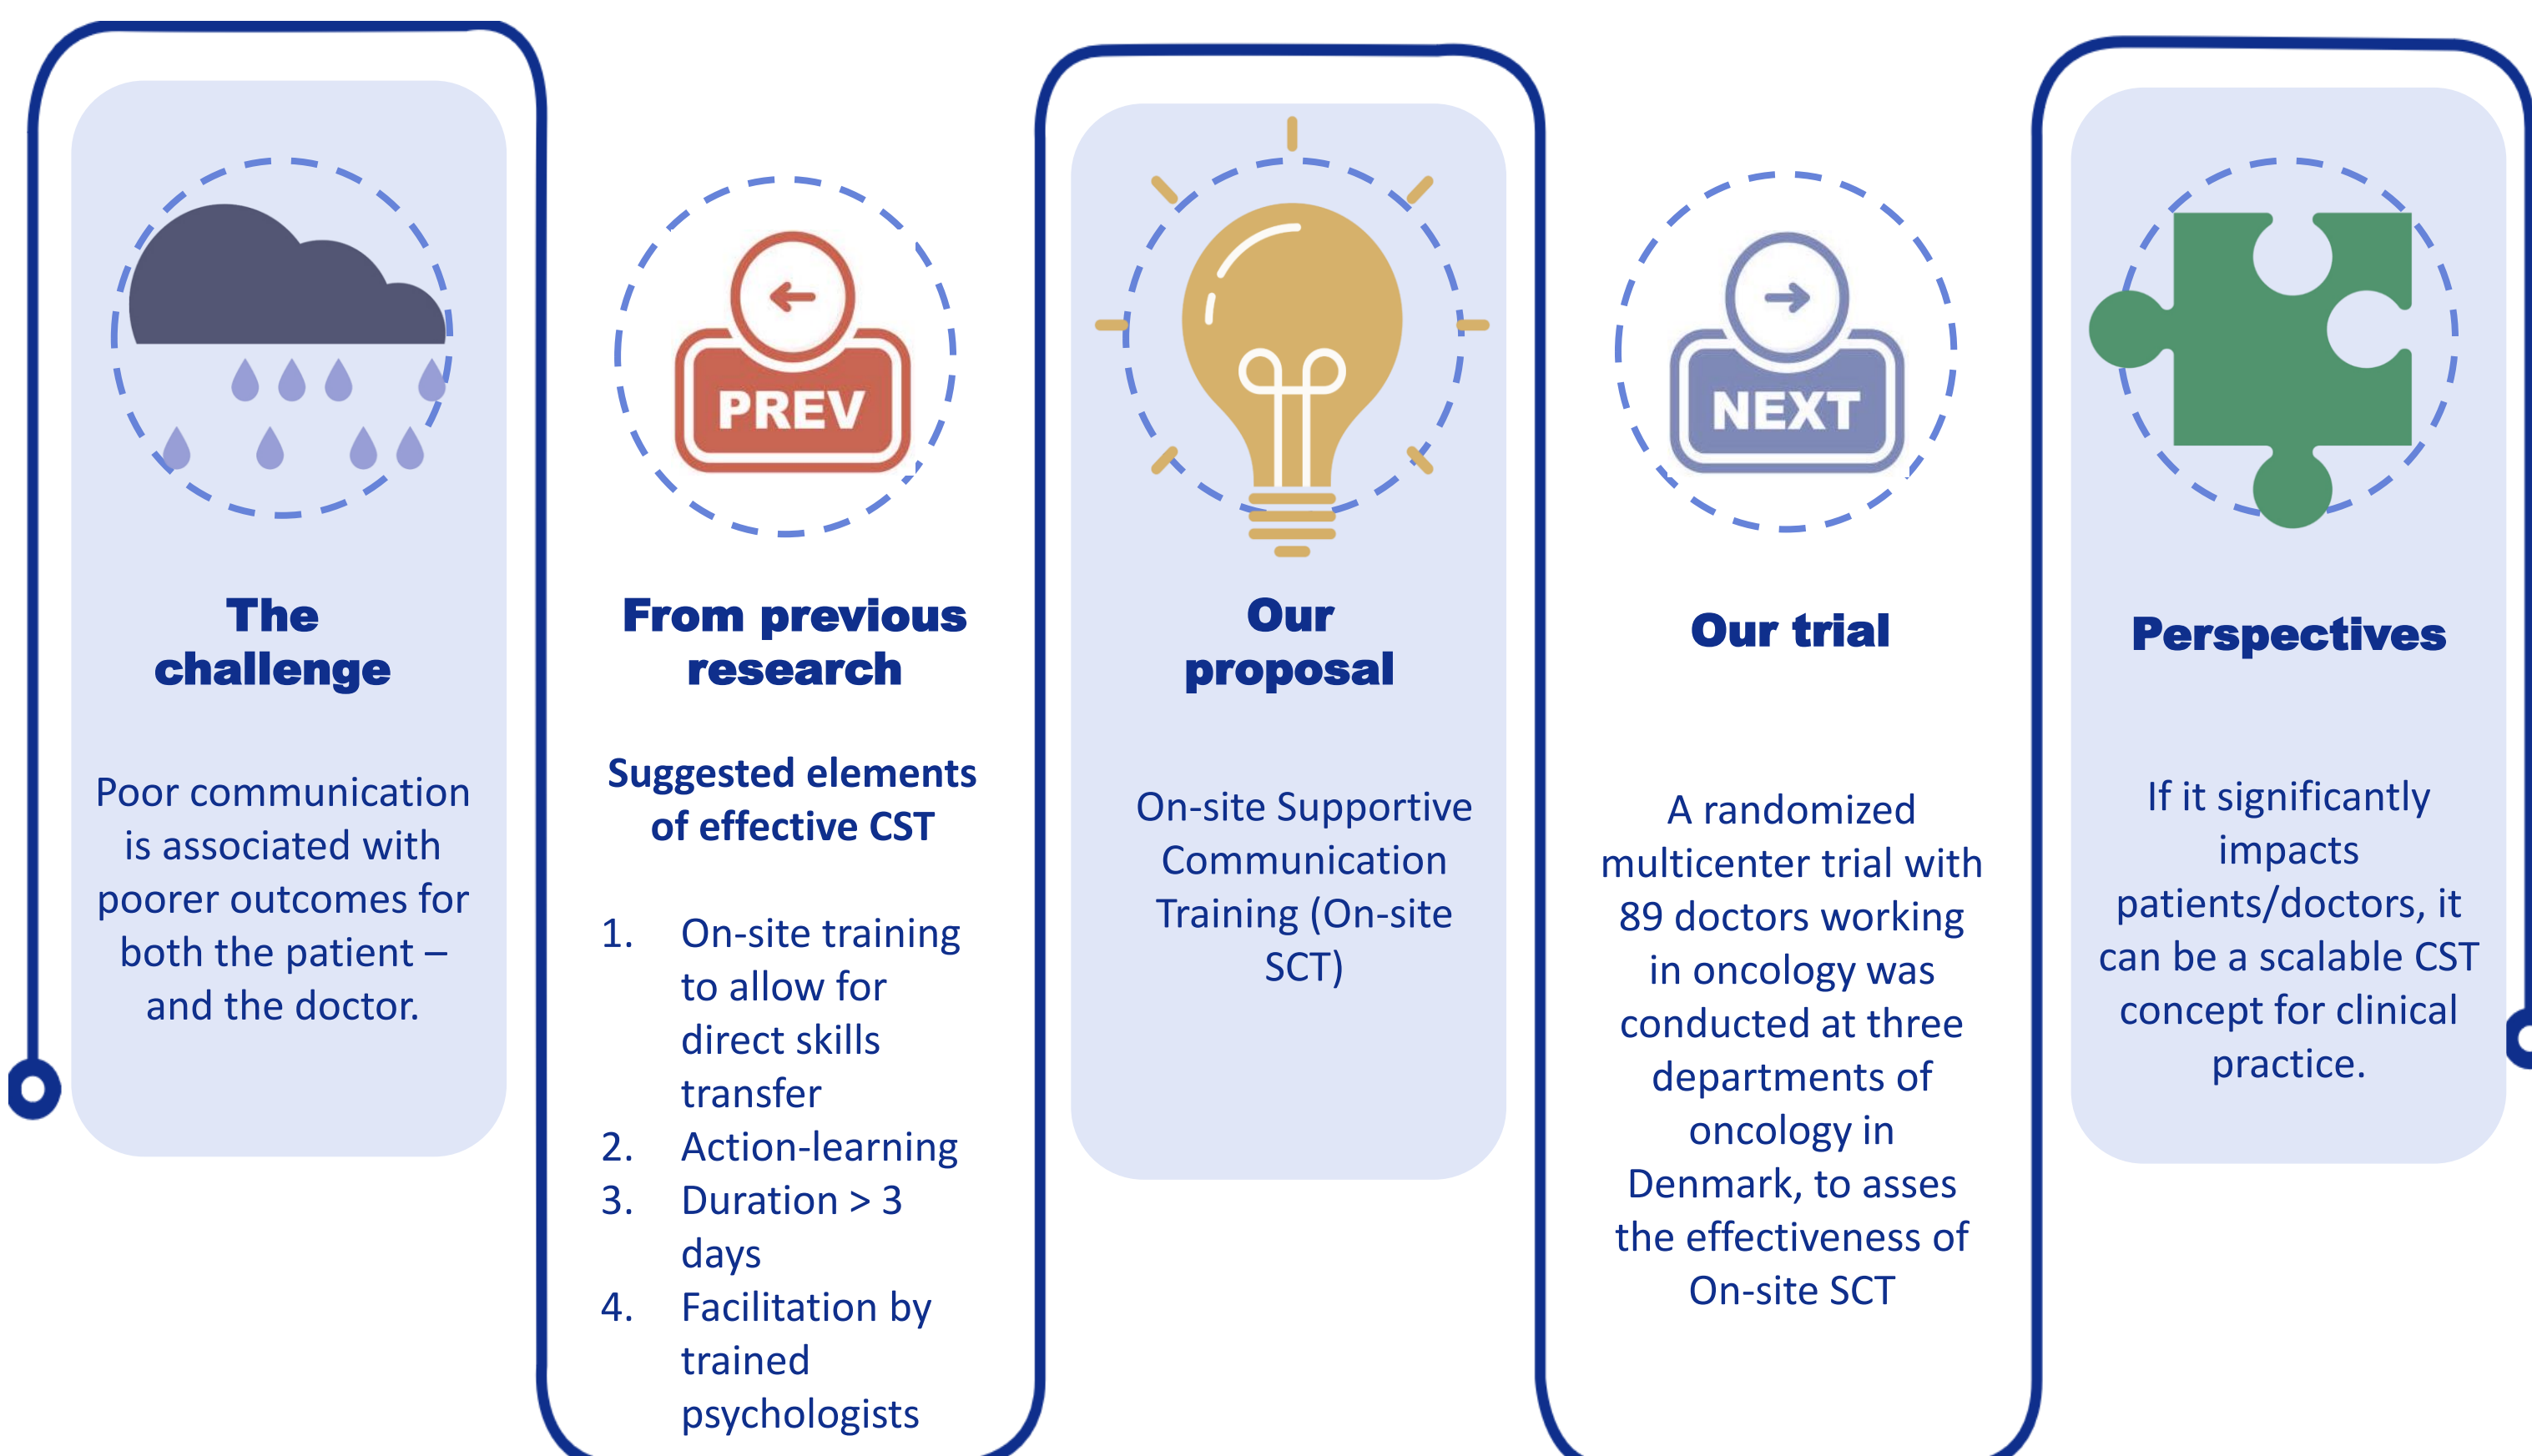 The
challenge
Poor communication
is associated with
poorer outcomes for
both the patient –
and the doctor.
PREV
From previous
research
Suggested elements
of effective CST
1. On-site training
to allow for
direct skills
transfer
2. Action-learning
3. Duration > 3
days
4. Facilitation by
trained
psychologists
Our
proposal
On-site Supportive
Communication
Training (On-site
SCT)
NEXT
Our trial
A randomized
multicenter trial with
89 doctors working
in oncology was
conducted at three
departments of
oncology in
Denmark, to asses
the effectiveness of
On-site SCT
Perspectives
If it significantly
impacts
patients/doctors, it
can be a scalable CST
concept for clinical
practice.